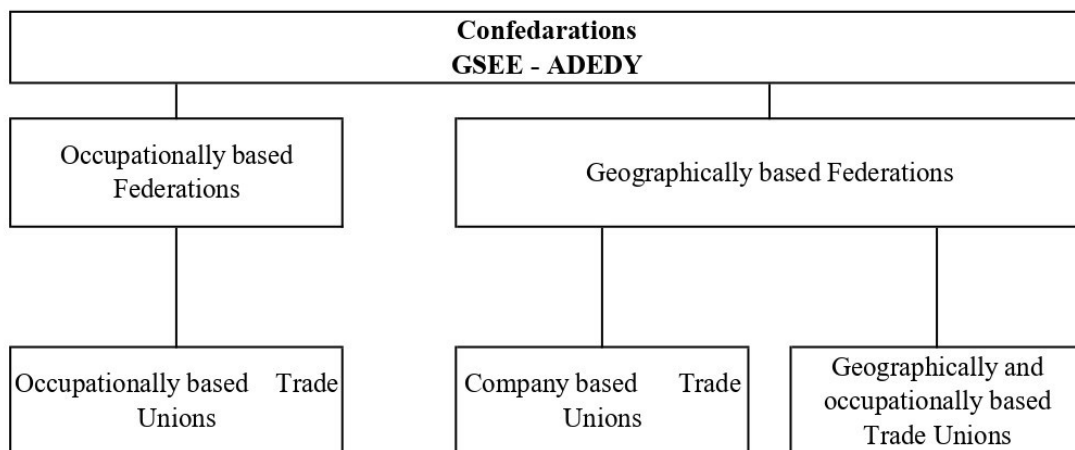 Confedarations
GSEE - ADEDY
Occupationally based
Federations
Geographically based Federations
Occupationally based Trade
Unions
Company based Trade
Unions
Geographically and
occupationally based
Trade Unions